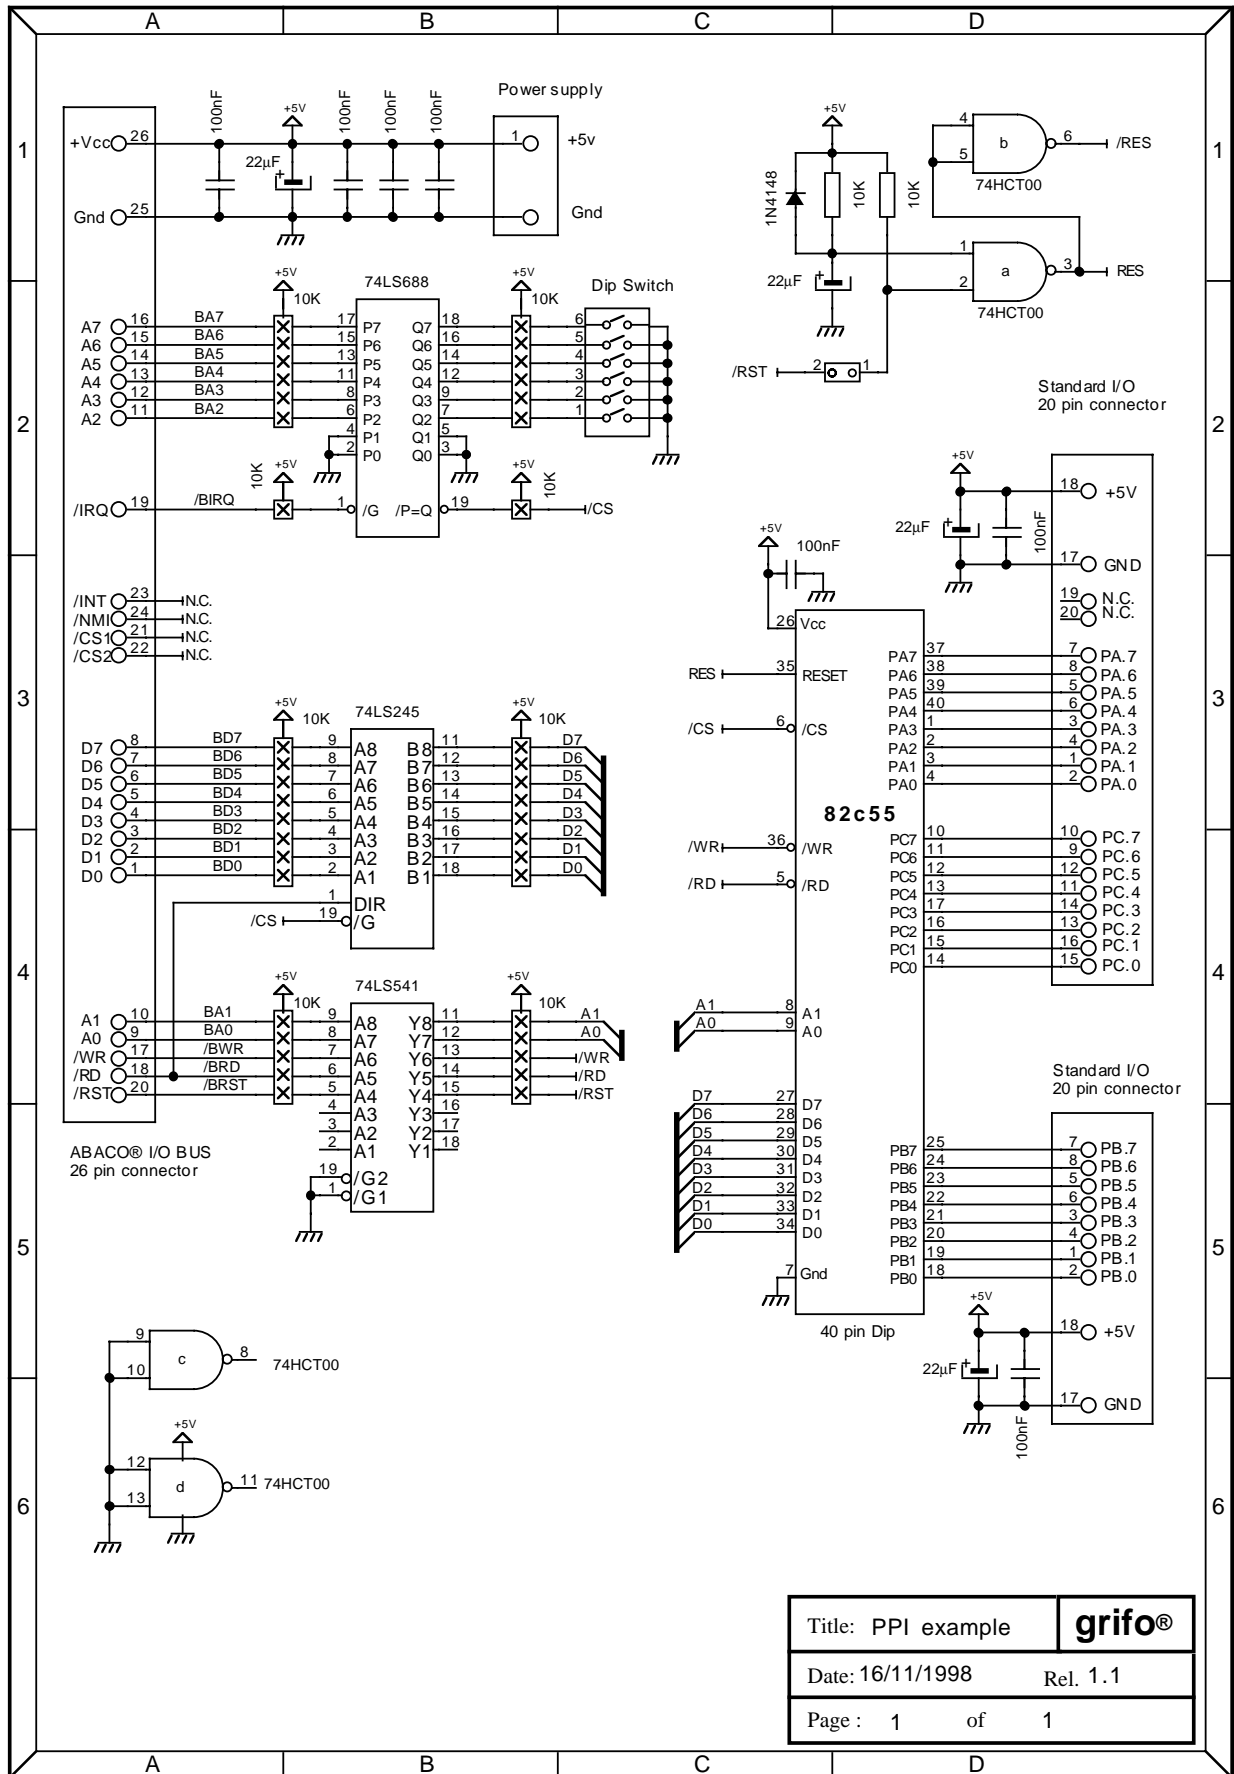 A B C D
1 1
2 2
3 3
4 4
5 5
6 6
Power supply
100nF +5V 100nF 100nF 100nF
+Vcc 26 22µF 1 +5v
Gnd 25 Gnd
+5V
1N4148 10K 10K
22µF
4 5 b 6 /RES
74HCT00
1 2 a 3 RES
74HCT00
/RST 2 1
+5V 10K 74LS688 +5V 10K Dip Switch
A7 16 BA7 17 P7 Q7 18 6
A6 15 BA6 15 P6 Q6 16 5
A5 14 BA5 13 P5 Q5 14 4
A4 13 BA4 11 P4 Q4 12 3
A3 12 BA3 8 P3 Q3 9 2
A2 11 BA2 6 P2 Q2 7 1
4 P1 Q1 5
2 P0 Q0 3
10K +5V +5V 10K
/IRQ 19 /BIRQ 1 /G /P=Q 19 /CS
/INT 23 N.C.
/NMI 24 N.C.
/CS1 21 N.C.
/CS2 22 N.C.
+5V 10K 74LS245 +5V 10K
D7 8 BD7 9 A8 B8 11 D7
D6 7 BD6 8 A7 B7 12 D6
D5 6 BD5 7 A6 B6 13 D5
D4 5 BD4 6 A5 B5 14 D4
D3 4 BD3 5 A4 B4 15 D3
D2 3 BD2 4 A3 B3 16 D2
D1 2 BD1 3 A2 B2 17 D1
D0 1 BD0 2 A1 B1 18 D0
1 DIR
/CS 19 /G
+5V 10K 74LS541 +5V 10K
A1 10 BA1 9 A8 Y8 11 A1
A0 9 BA0 8 A7 Y7 12 A0
/WR 17 /BWR 7 A6 Y6 13 /WR
/RD 18 /BRD 6 A5 Y5 14 /RD
/RST 20 /BRST 5 A4 Y4 15 /RST
4 A3 Y3 16
3 A2 Y2 17
2 A1 Y1 18
19 /G2
1 /G1
ABACO® I/O BUS
26 pin connector
Standard I/O
20 pin connector
+5V 18 +5V
22µF 100nF
17 GND
19 N.C.
20 N.C.
+5V
100nF
26 Vcc
RES 35 RESET
/CS 6 /CS
82c55
/WR 36 /WR
/RD 5 /RD
A1 8 A1
A0 9 A0
D7 27 D7
D6 28 D6
D5 29 D5
D4 30 D4
D3 31 D3
D2 32 D2
D1 33 D1
D0 34 D0
7 Gnd
40 pin Dip
PA7 37 7 PA.7
PA6 38 8 PA.6
PA5 39 5 PA.5
PA4 40 6 PA.4
PA3 1 3 PA.3
PA2 2 4 PA.2
PA1 3 1 PA.1
PA0 4 2 PA.0
PC7 10 10 PC.7
PC6 11 9 PC.6
PC5 12 12 PC.5
PC4 13 11 PC.4
PC3 17 14 PC.3
PC2 16 13 PC.2
PC1 15 16 PC.1
PC0 14 15 PC.0
Standard I/O
20 pin connector
PB7 25 7 PB.7
PB6 24 8 PB.6
PB5 23 5 PB.5
PB4 22 6 PB.4
PB3 21 3 PB.3
PB2 20 4 PB.2
PB1 19 1 PB.1
PB0 18 2 PB.0
+5V 18 +5V
22µF 100nF
17 GND
9 10 c 8 74HCT00
+5V
12 13 d 11 74HCT00
Title: PPI example grifo®
Date: 16/11/1998 Rel. 1.1
Page : 1 of 1
A B C D